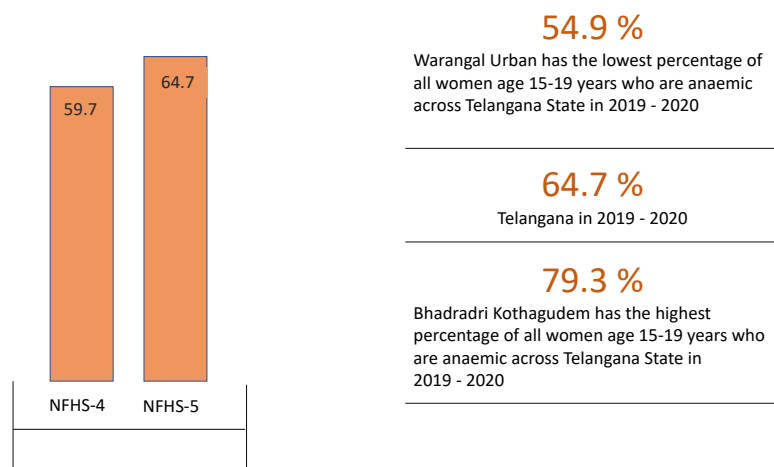 59.7
64.7
NFHS-4
NFHS-5
54.9 %
Warangal Urban has the lowest percentage of
all women age 15-19 years who are anaemic
across Telangana State in 2019 - 2020
64.7 %
Telangana in 2019 - 2020
79.3 %
Bhadradri Kothagudem has the highest
percentage of all women age 15-19 years who
are anaemic across Telangana State in
2019 - 2020